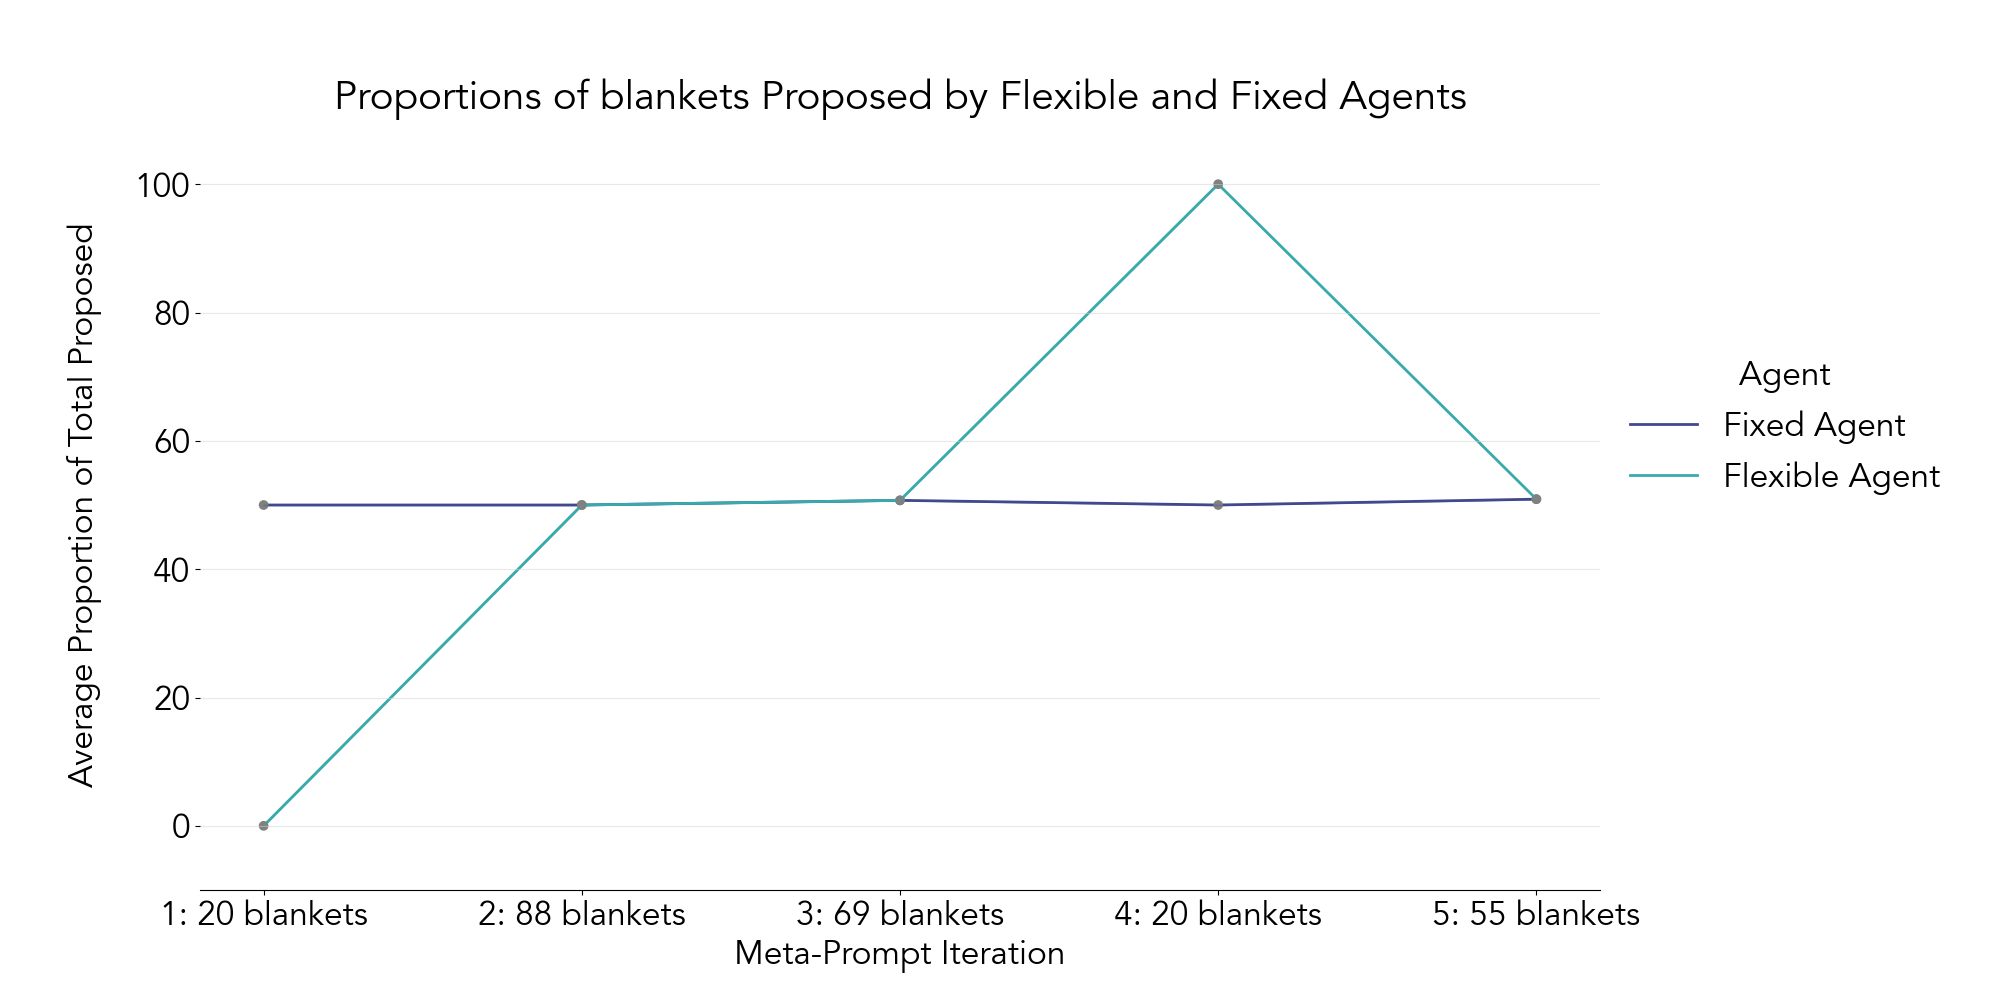 Proportions of blankets Proposed by Flexible and Fixed Agents
Average Proportion of Total Proposed
100
80
60
40
20
0
1: 20 blankets
2: 88 blankets
3: 69 blankets
4: 20 blankets
5: 55 blankets
Meta-Prompt Iteration
Agent
Fixed Agent
Flexible Agent